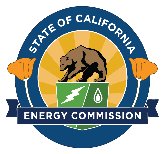 STATE OF CALIFORNIA
ENERGY COMMISSION